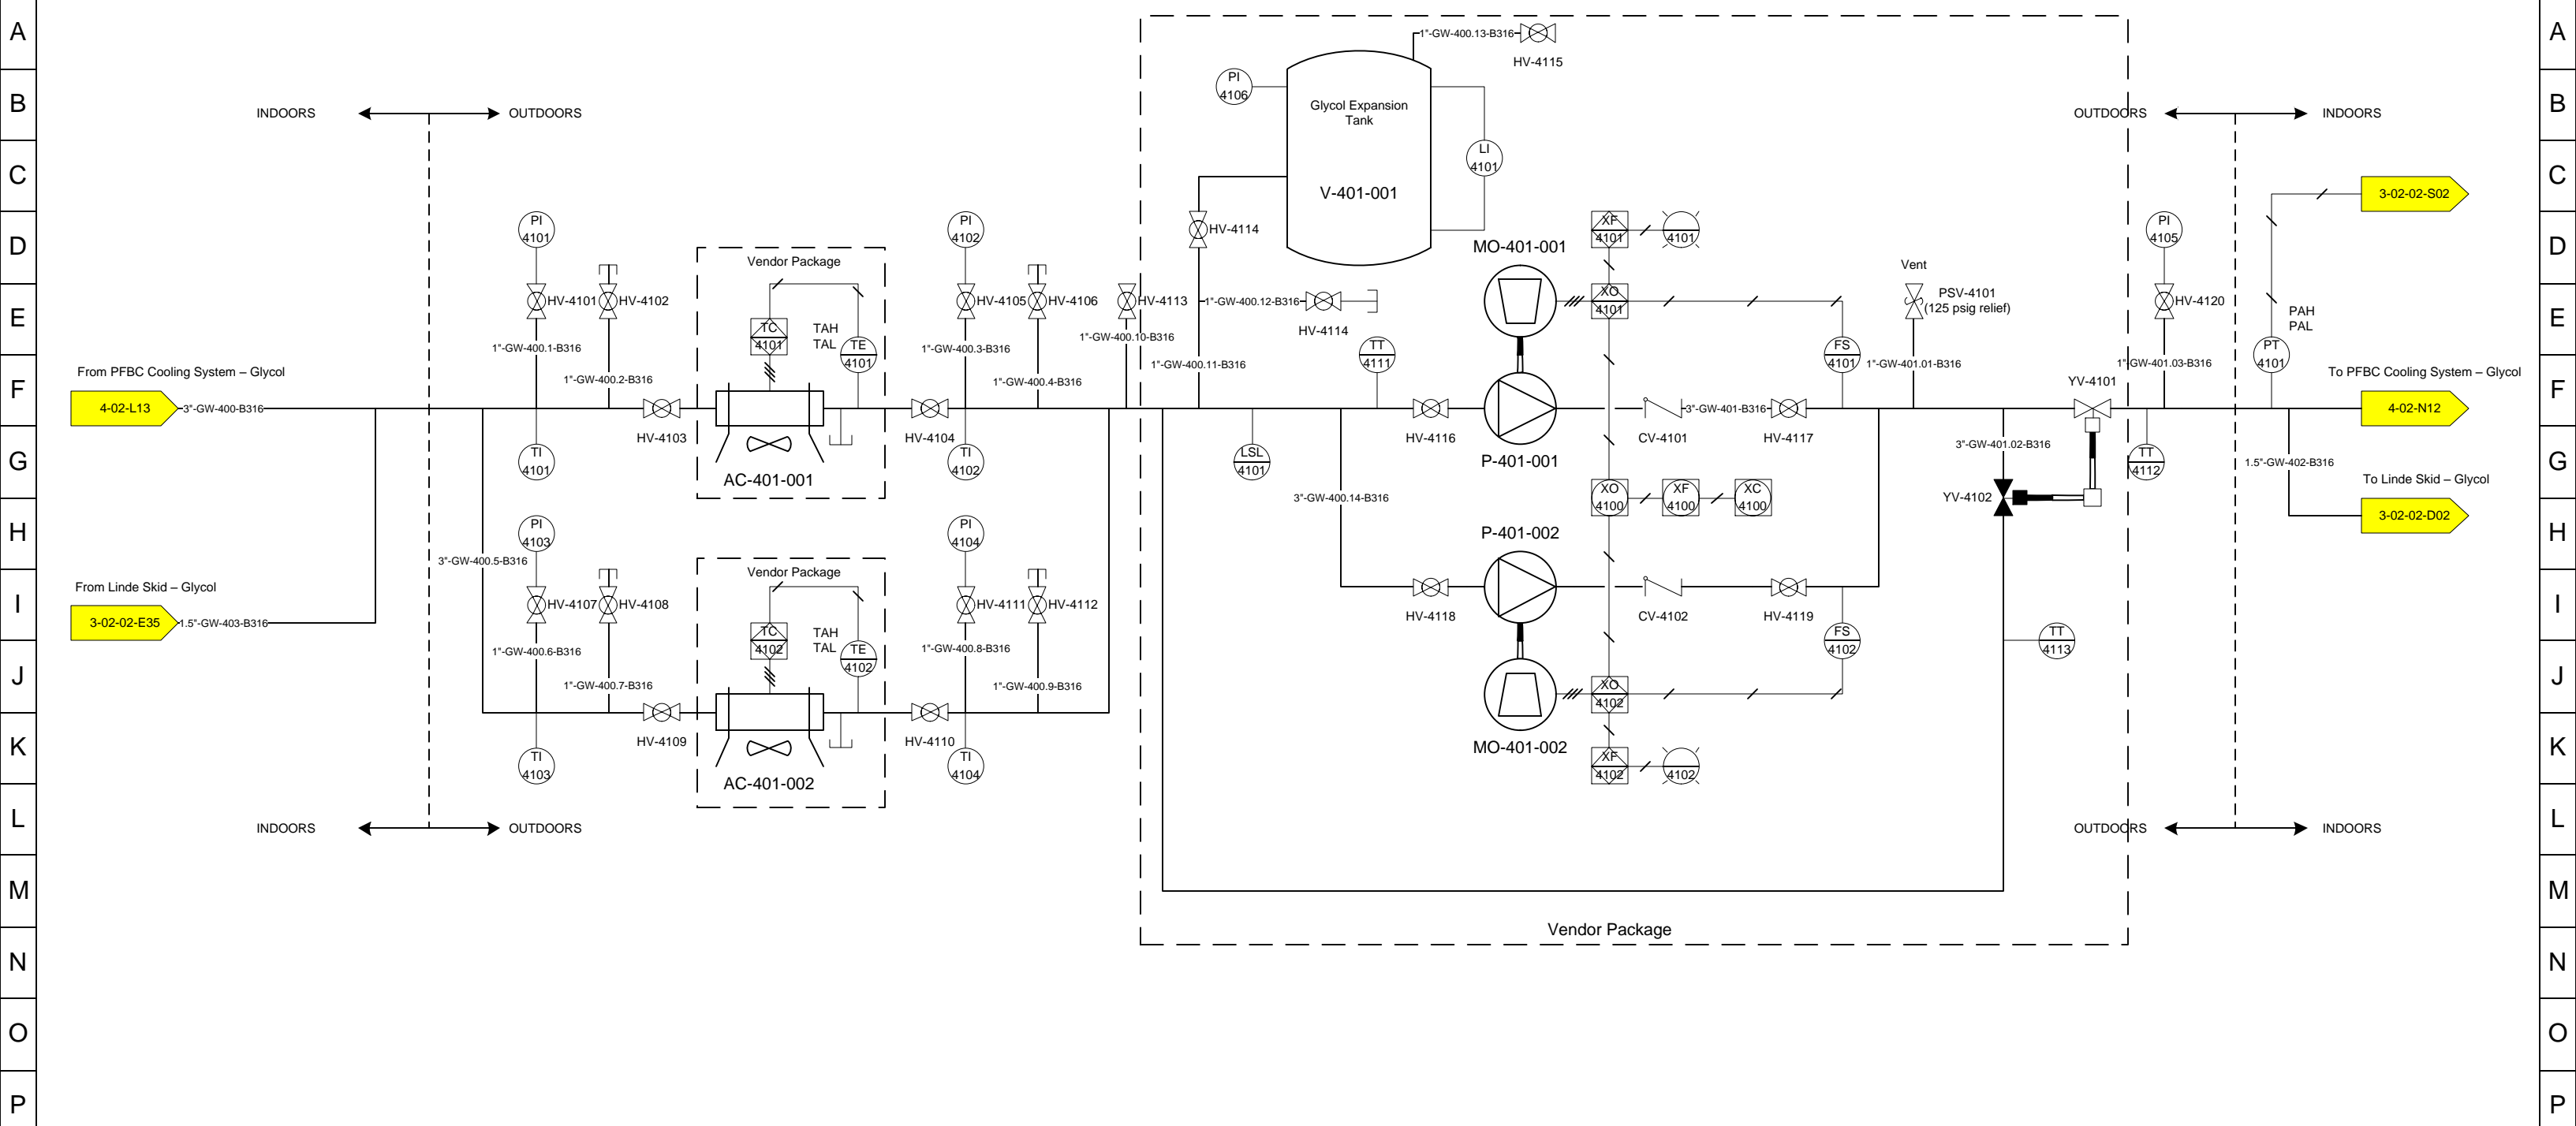 A
1"-GW-400.13-B316
HV-4115
A
B
INDOORS
OUTDOORS
PI
4106
Glycol Expansion
Tank
OUTDOORS
INDOORS
B
C
LI
4101
V-401-001
3-02-02-S02
C
D
PI
4101
PI
4102
HV-4114
MO-401-001
XF
4101
4101
PI
4105
D
Vendor Package
Vent
E
HV-4101
HV-4102
TC
4101
TAH
TAL
TE
4101
HV-4105
HV-4106
HV-4113
1"-GW-400.12-B316
HV-4114
XO
4101
PSV-4101
(125 psig relief)
HV-4120
PAH
PAL
E
1"-GW-400.1-B316
1"-GW-400.3-B316
1"-GW-400.10-B316
1"-GW-400.11-B316
TT
4111
FS
4101
1"-GW-401.01-B316
1"-GW-401.03-B316
PT
4101
F
From PFBC Cooling System – Glycol
4-02-L13
3"-GW-400-B316
1"-GW-400.2-B316
1"-GW-400.4-B316
3"-GW-401-B316
YV-4101
To PFBC Cooling System – Glycol
4-02-N12
F
G
TI
4101
HV-4103
AC-401-001
HV-4104
TI
4102
LSL
4101
HV-4116
P-401-001
CV-4101
HV-4117
3"-GW-401.02-B316
TT
4112
1.5"-GW-402-B316
To Linde Skid – Glycol
G
H
3"-GW-400.14-B316
XO
4100
XF
4100
XC
4100
YV-4102
3-02-02-D02
H
PI
4103
PI
4104
P-401-002
3"-GW-400.5-B316
Vendor Package
I
From Linde Skid – Glycol
3-02-02-E35
1.5"-GW-403-B316
HV-4107
HV-4108
HV-4111
HV-4112
HV-4118
CV-4102
HV-4119
I
J
1"-GW-400.6-B316
TC
4102
TAH
TAL
TE
4102
1"-GW-400.8-B316
FS
4102
TT
4113
J
1"-GW-400.7-B316
1"-GW-400.9-B316
XO
4102
K
TI
4103
HV-4109
AC-401-002
HV-4110
TI
4104
MO-401-002
XF
4102
4102
K
L
INDOORS
OUTDOORS
OUTDOORS
INDOORS
L
M
M
Vendor Package
N
N
O
O
P
P